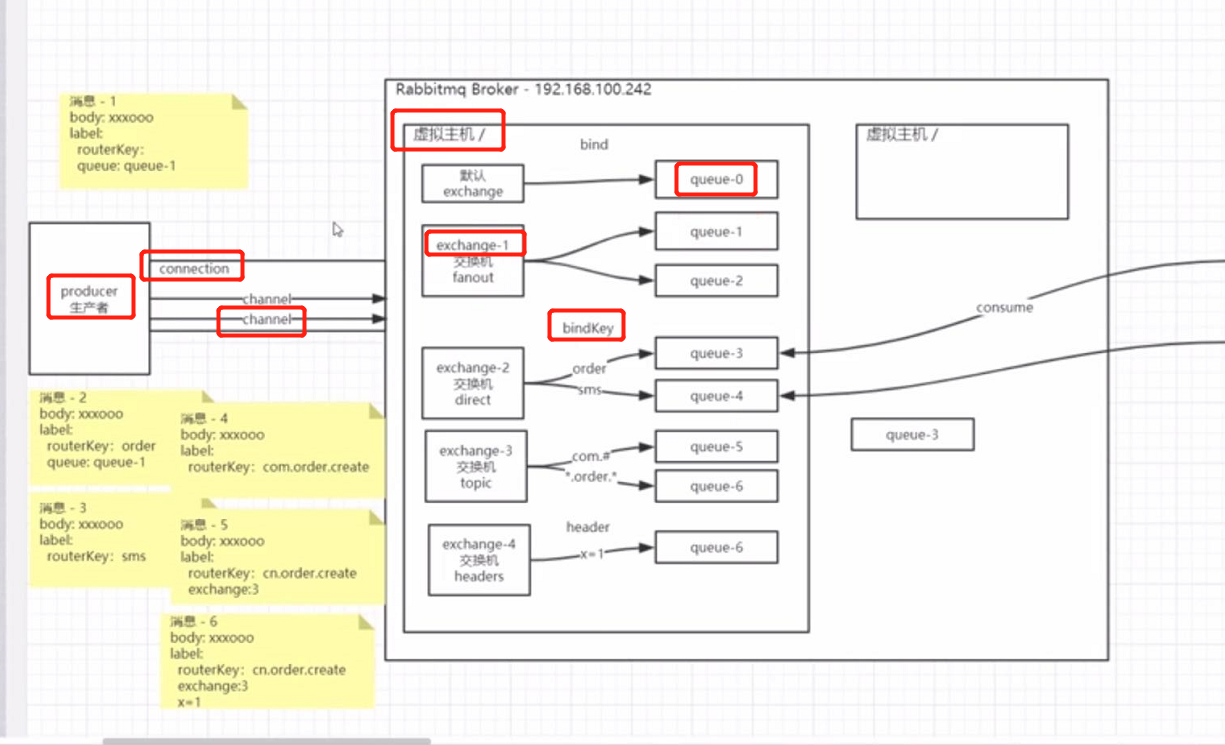 消息 - 1
body: xxxooo
label:
routerKey:
queue: queue-1
producer
生产者
connection
channel
channel
消息 - 2
body: xxxooo
label:
routerKey: order
queue: queue-1
消息 - 4
body: xxxooo
label:
routerKey: com.order.create
消息 - 3
body: xxxooo
label:
routerKey: sms
消息 - 5
body: xxxooo
label:
routerKey: cn.order.create
exchange:3
消息 - 6
body: xxxooo
label:
routerKey: cn.order.create
exchange:3
x=1
Rabbitmq Broker - 192.168.100.242
虚拟主机 /
bind
默认
exchange
queue-0
exchange-1
交换机
fanout
queue-1
queue-2
bindKey
exchange-2
交换机
direct
order
sms
queue-3
queue-4
exchange-3
交换机
topic
com.#
*.order.*
queue-5
queue-6
exchange-4
交换机
headers
header
x=1
queue-6
虚拟主机 /
consume
queue-3